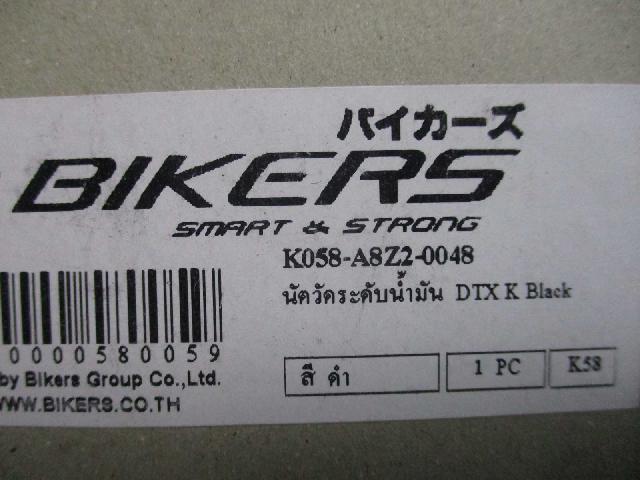 バイカーズ
BIKERS
SMART & STRONG
K058-A8Z2-0048
นัตวัดระดับน้ำมัน DTX K Black
0000580059
สี ดำ
1 PC
K58
by Bikers Group Co.,Ltd.
WWW.BIKERS.CO.TH